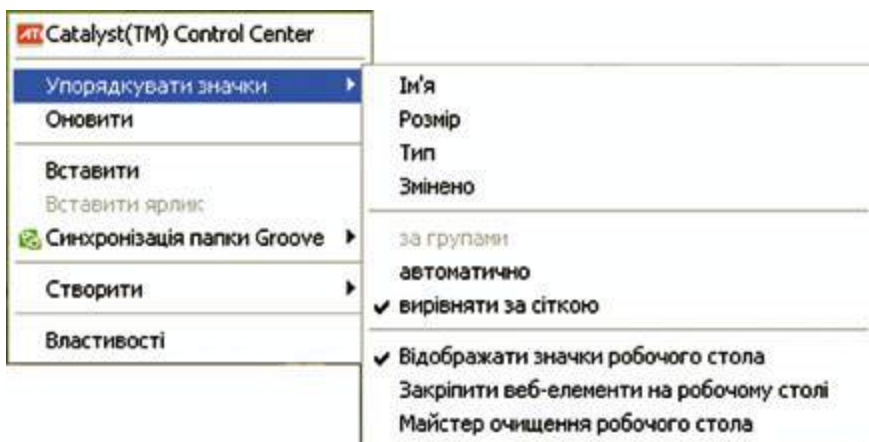 ATI Catalyst(TM) Control Center
Упорядкувати значки
Оновити
Вставити
Вставити ярлик
Синхронізація папки Groove
Створити
Властивості
Ім'я
Розмір
Тип
Змінено
за групами
автоматично
вирівняти за сіткою
Відображати значки робочого стола
Закріпити веб-елементи на робочому столі
Майстер очищення робочого стола